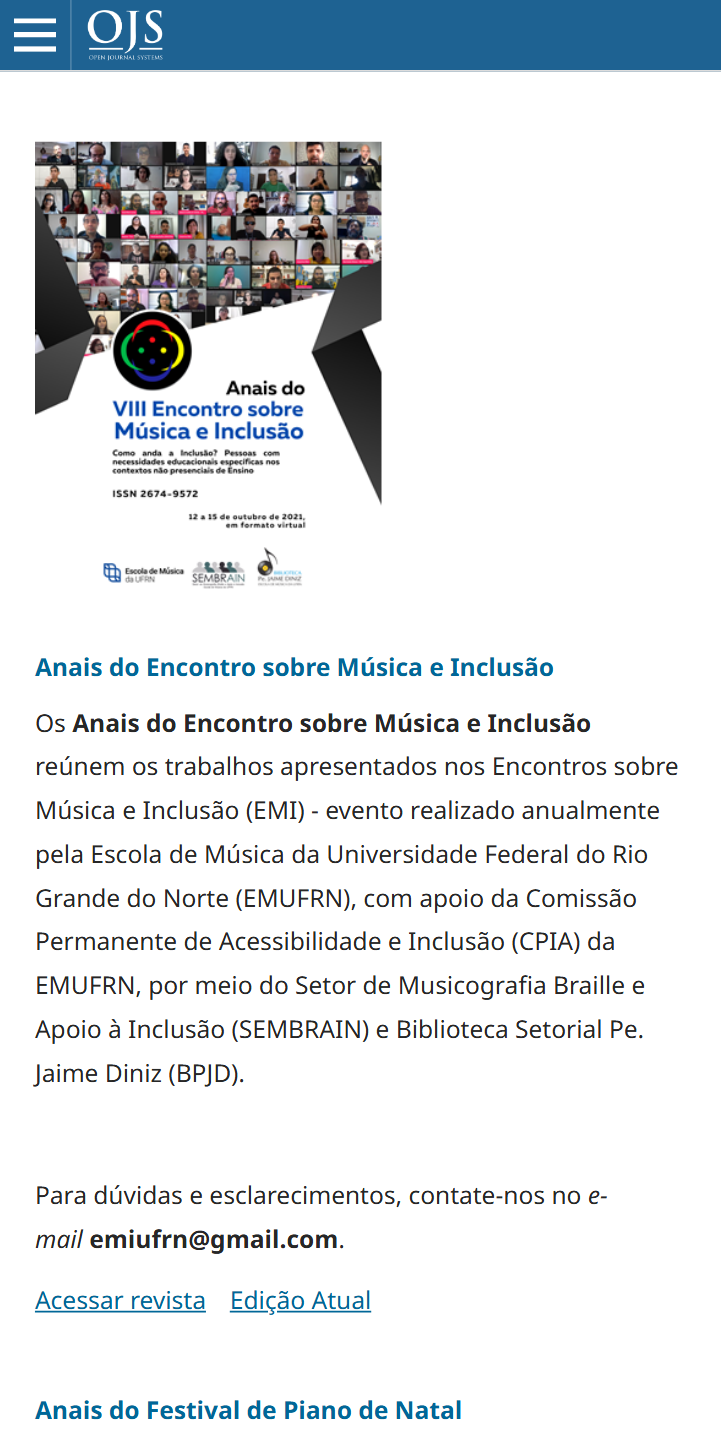 OJS
OPEN JOURNAL SYSTEMS
Anais do
VIII Encontro sobre
Música e Inclusão
Como anda a Inclusão? Pessoas com
necessidades educacionais específicas nos
contextos não presenciais de Ensino
ISSN 2674-9572
12 a 15 de outubro de 2021,
em formato virtual
Escola de Música
da UFRN
SEMBRAIN
BIBLIOTECA
Pe. JAIME DINIZ
Anais do Encontro sobre Música e Inclusão
Os Anais do Encontro sobre Música e Inclusão
reúnem os trabalhos apresentados nos Encontros sobre
Música e Inclusão (EMI) - evento realizado anualmente
pela Escola de Música da Universidade Federal do Rio
Grande do Norte (EMUFRN), com apoio da Comissão
Permanente de Acessibilidade e Inclusão (CPIA) da
EMUFRN, por meio do Setor de Musicografia Braille e
Apoio à Inclusão (SEMBRAIN) e Biblioteca Setorial Pe.
Jaime Diniz (BPJD).
Para dúvidas e esclarecimentos, contate-nos no e-
mail emiufrn@gmail.com.
Acessar revista Edição Atual
Anais do Festival de Piano de Natal